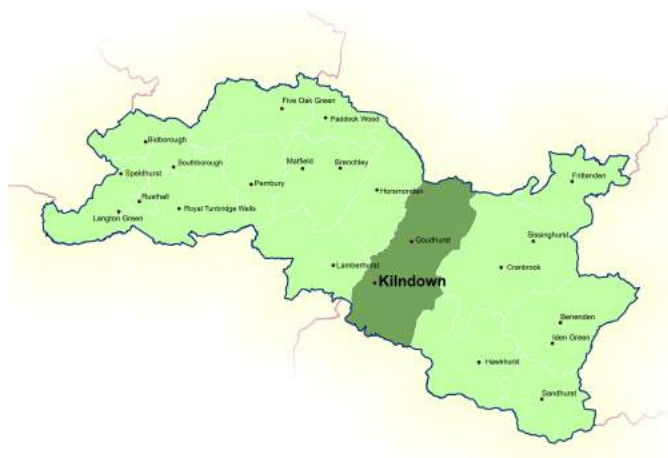 Five Oak Green
Paddock Wood
Bidborough
Southborough
Speldhurst
Matfield
Brenchley
Pembury
Horsmonden
Rusthall
Langton Green
Royal Tunbridge Wells
Frittenden
Goudhurst
Sissinghurst
Lamberhurst
Cranbrook
Kilndown
Benenden
Iden Green
Hawkhurst
Sandhurst